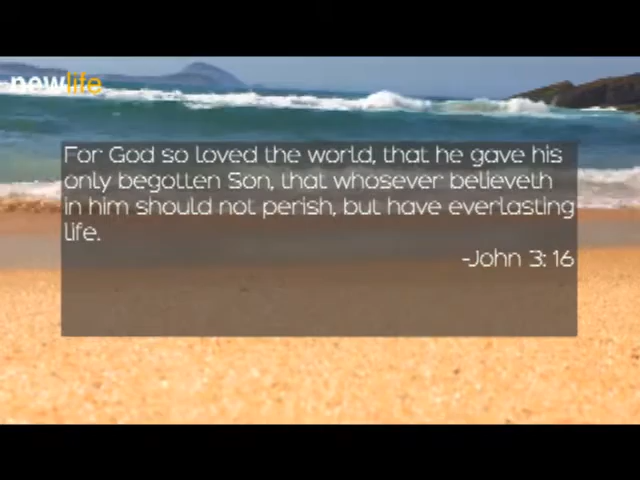 newlife
For God so loved the world, that he gave his
only begotten Son, that whosever believeth
in him should not perish, but have everlasting
life.
-John 3:16